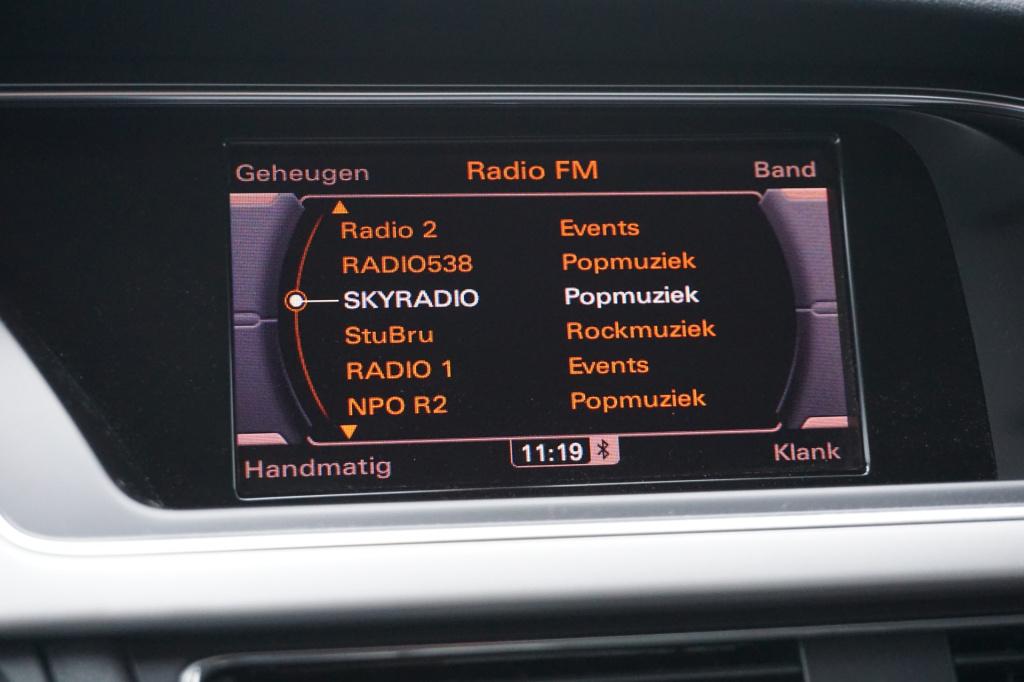 Geheugen Radio FM Band
Radio 2 Events
RADIO538 Popmuziek
SKYRADIO Popmuziek
StuBru Rockmuziek
RADIO 1 Events
NPO R2 Popmuziek
Handmatig 11:19 Klank